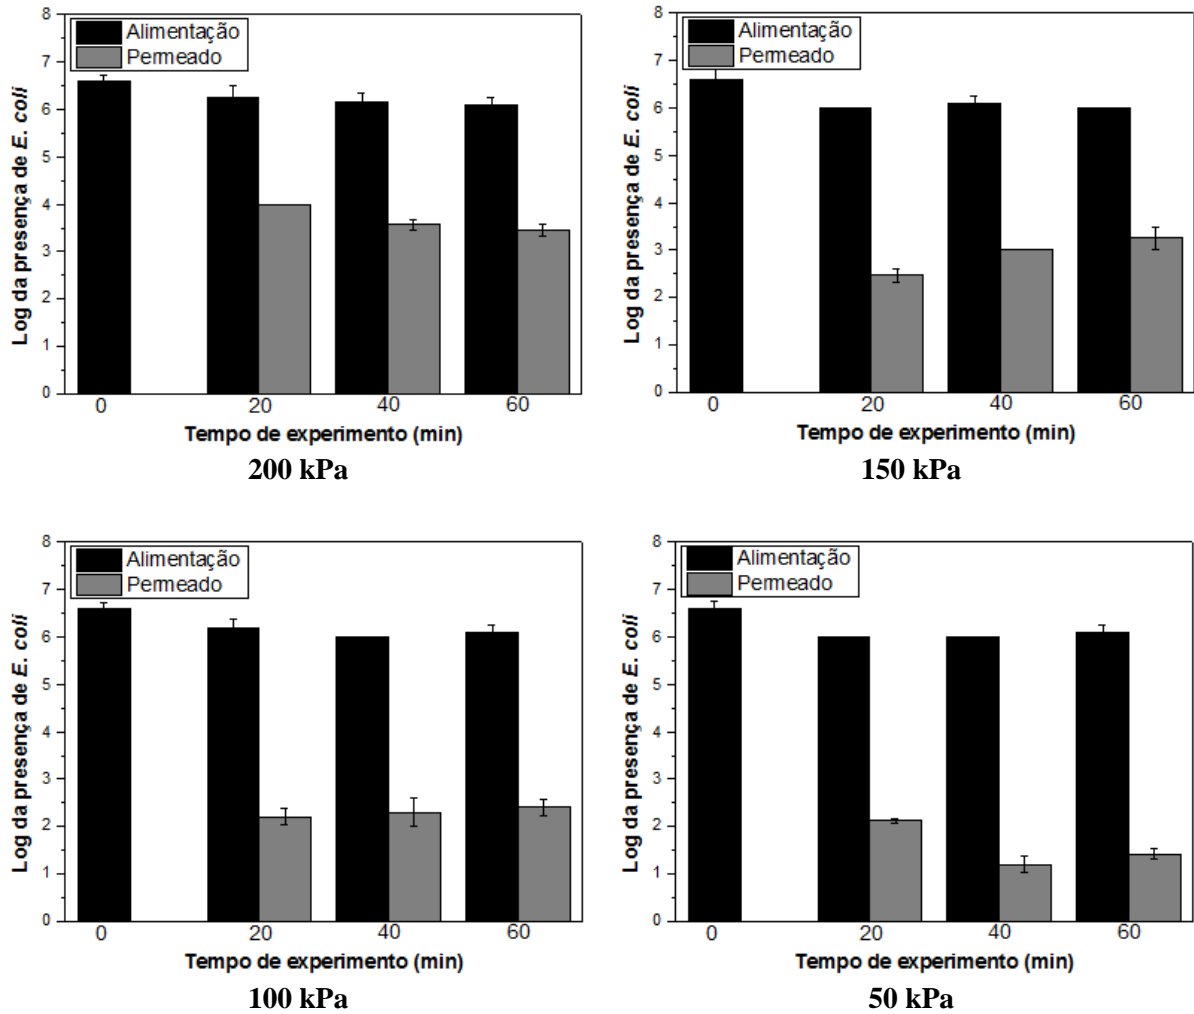 8
7
6
5
4
3
2
1
0
Log da presença de E. coli
Alimentação
Permeado
0 20 40 60
Tempo de experimento (min)
200 kPa
8
7
6
5
4
3
2
1
0
Log da presença de E. coli
Alimentação
Permeado
0 20 40 60
Tempo de experimento (min)
150 kPa
8
7
6
5
4
3
2
1
0
Log da presença de E. coli
Alimentação
Permeado
0 20 40 60
Tempo de experimento (min)
100 kPa
8
7
6
5
4
3
2
1
0
Log da presença de E. coli
Alimentação
Permeado
0 20 40 60
Tempo de experimento (min)
50 kPa